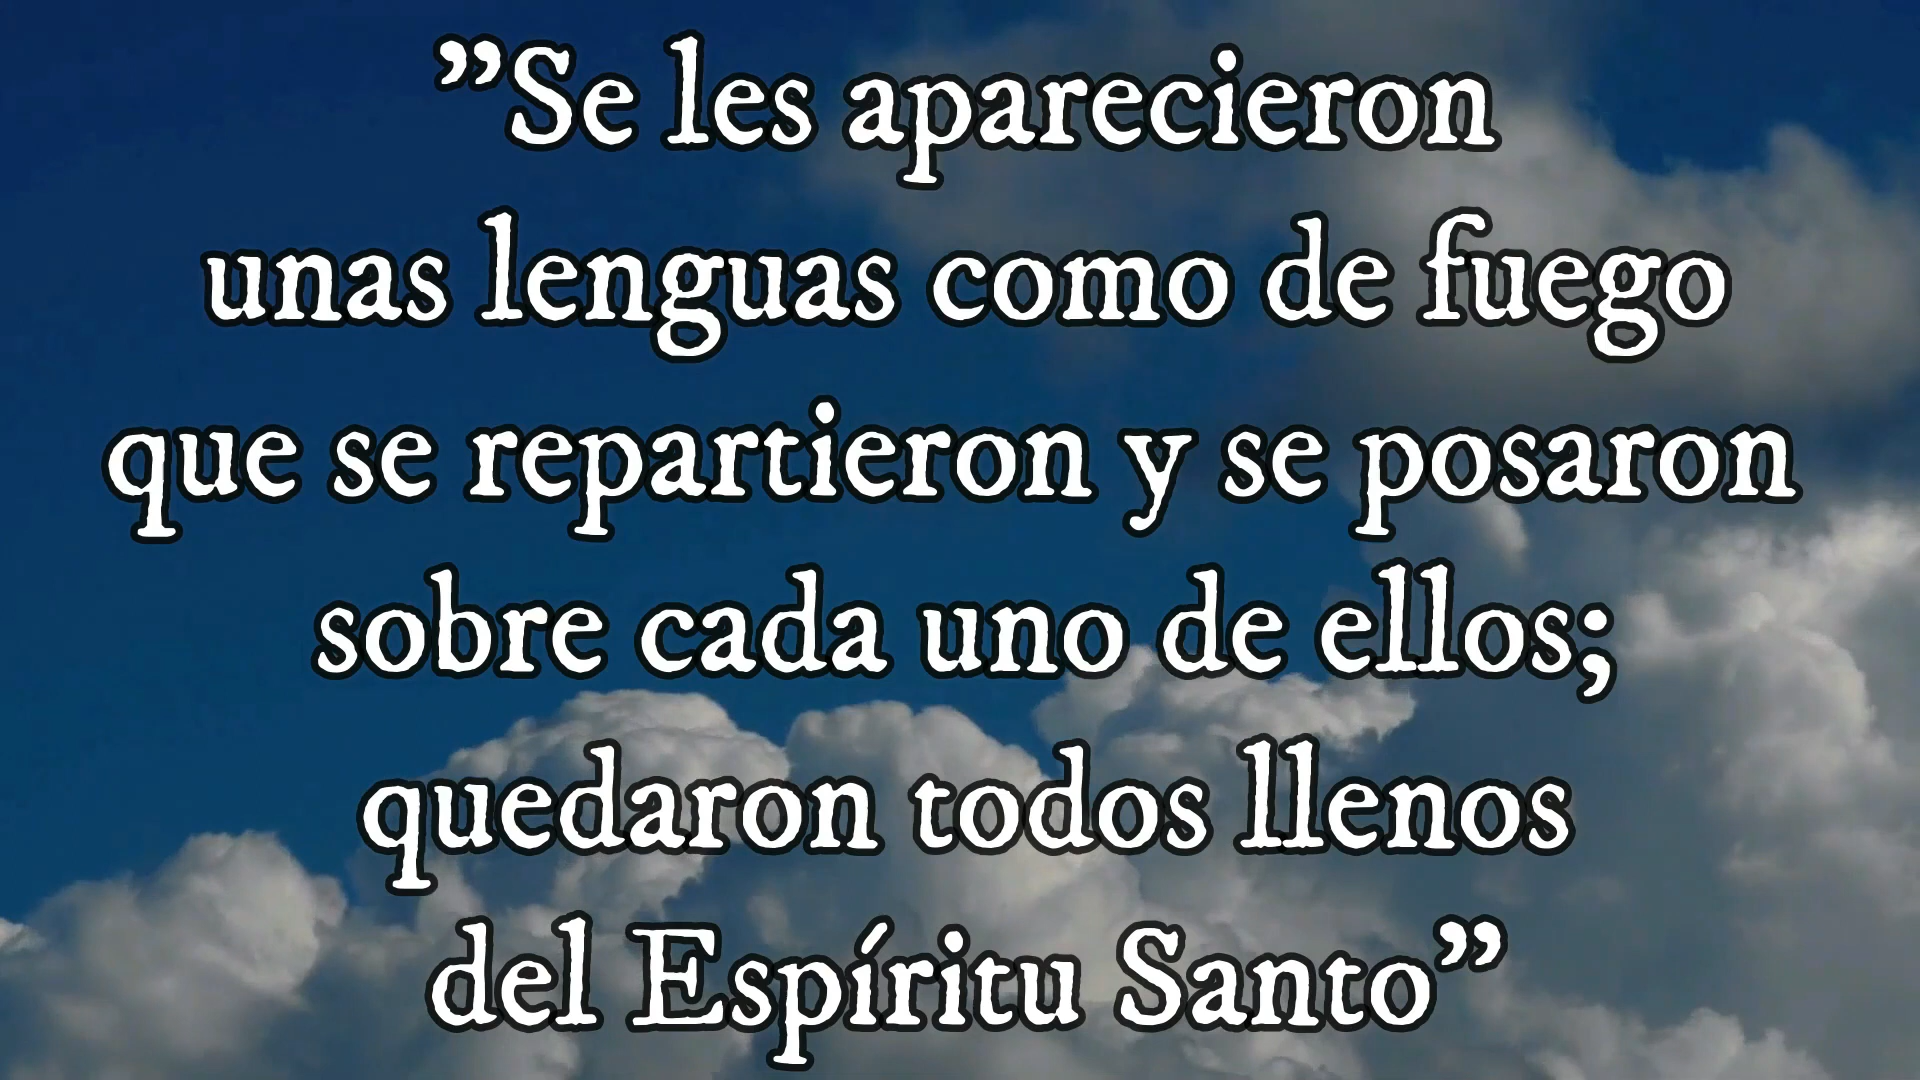 ”Se les aparecieron
unas lenguas como de fuego
que se repartieron y se posaron
sobre cada uno de ellos;
quedaron todos llenos
del Espíritu Santo”